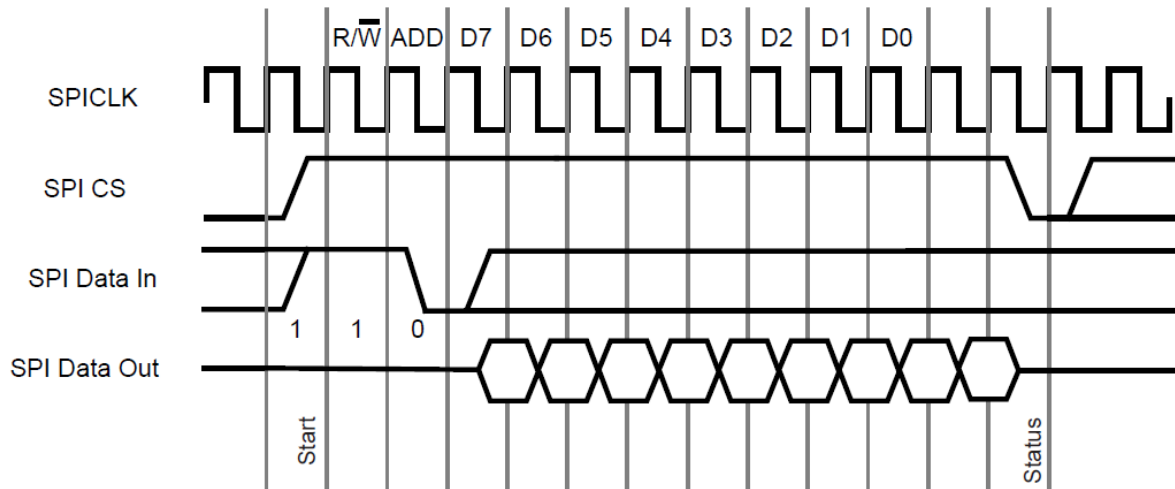 R/W̅ ADD D7 D6 D5 D4 D3 D2 D1 D0
SPICLK
SPI CS
SPI Data In
1 1 0
SPI Data Out
Start
Status